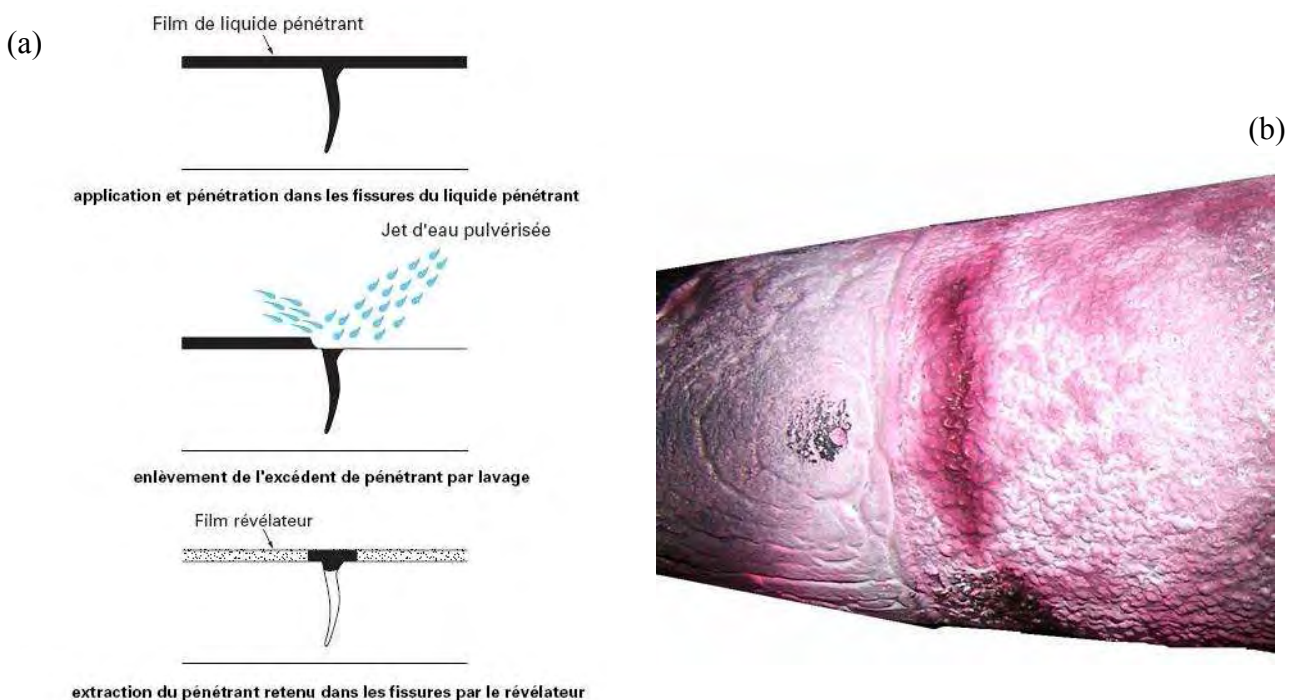 (a)
Film de liquide pénétrant
application et pénétration dans les fissures du liquide pénétrant
Jet d'eau pulvérisée
enlèvement de l'excédent de pénétrant par lavage
Film révélateur
extraction du pénétrant retenu dans les fissures par le révélateur
(b)